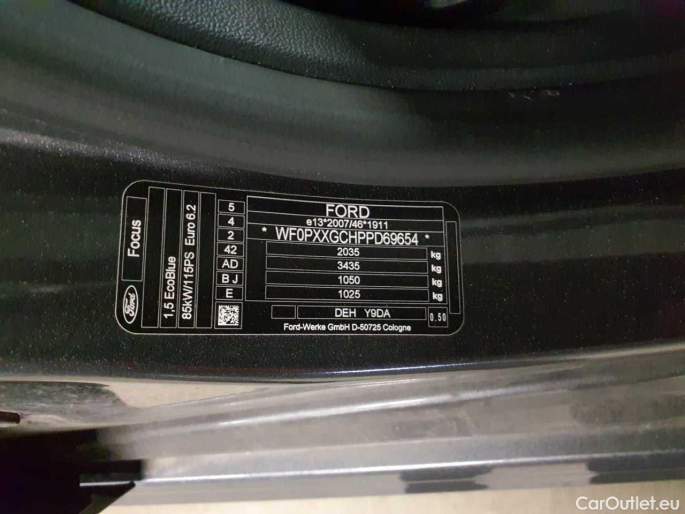 FORD
e13*2007/46*1911
* WF0PXXGCHPPD69654 *
2035 kg
3435 kg
1050 kg
1025 kg
DEH Y9DA
0.50
Ford-Werke GmbH D-50725 Cologne
5
4
2
42
AD
B J
E
Focus
1,5 EcoBlue
85kW/115PS Euro 6.2
Ford
CarOutlet.eu